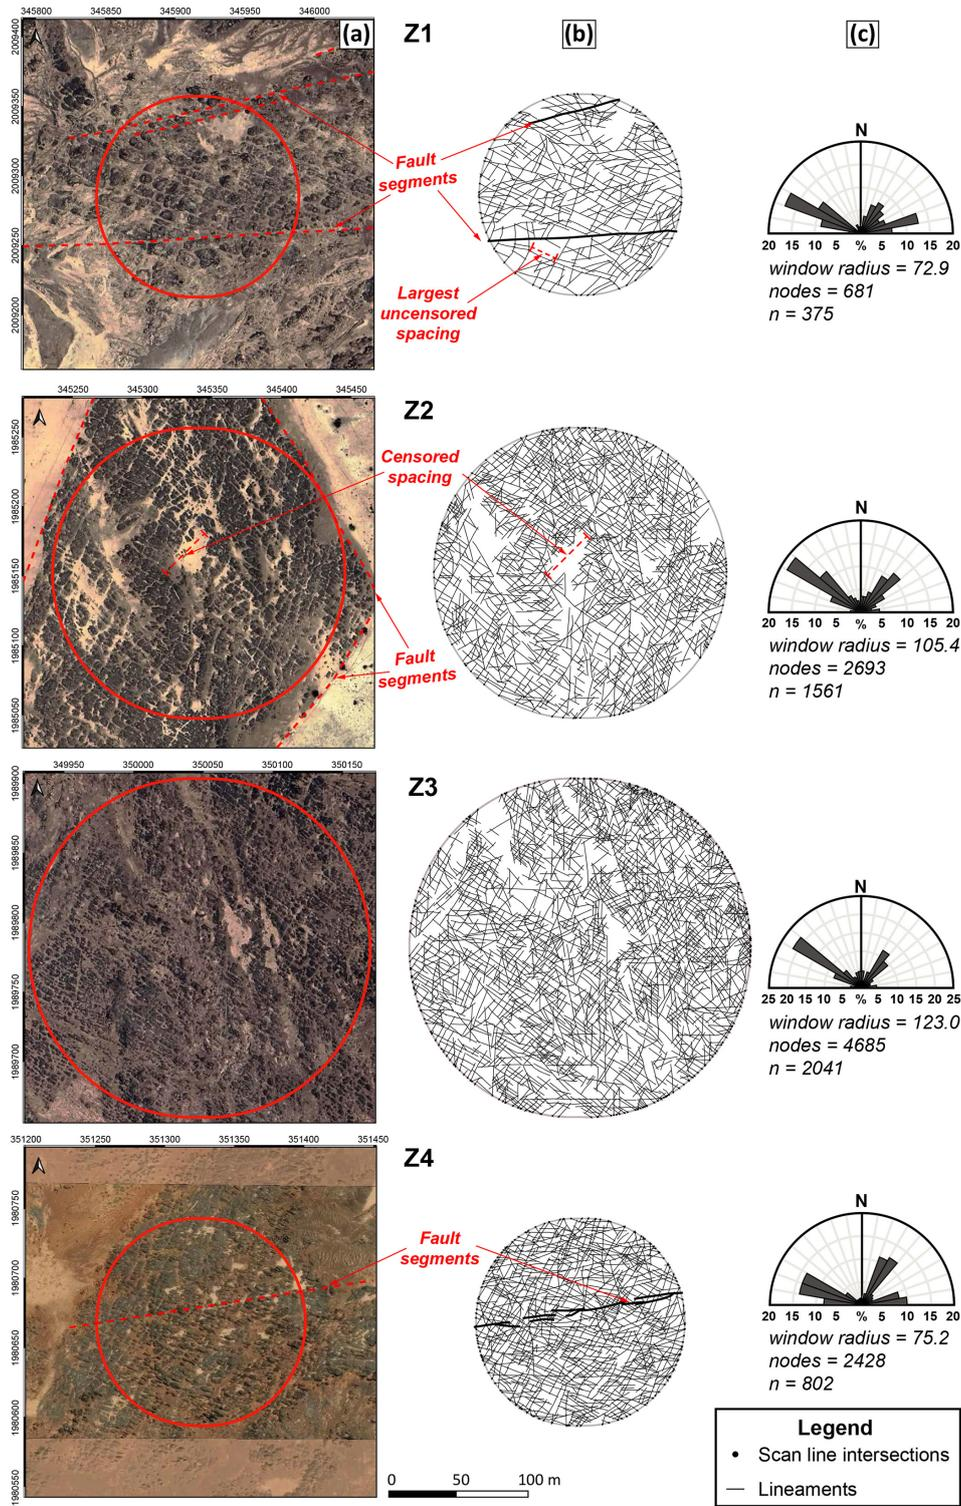 345800 345850 345900 345950 346000
2009400
2009350
2009300
2009250
2009200
(a)
Z1
(b)
(c)
Fault
segments
Largest
uncensored
spacing
N
20 15 10 5 % 5 10 15 20
window radius = 72.9
nodes = 681
n = 375
345250 345300 345350 345400 345450
1985250
1985200
1985150
1985100
1985050
Z2
Censored
spacing
Fault
segments
N
20 15 10 5 % 5 10 15 20
window radius = 105.4
nodes = 2693
n = 1561
349950 350000 350050 350100 350150
1989900
1989850
1989800
1989750
1989700
Z3
N
25 20 15 10 5 % 5 10 15 20 25
window radius = 123.0
nodes = 4685
n = 2041
351200 351250 351300 351350 351400 351450
1980750
1980700
1980650
1980600
1980550
Z4
Fault
segments
N
20 15 10 5 % 5 10 15 20
window radius = 75.2
nodes = 2428
n = 802
0 50 100 m
Legend
Scan line intersections
Lineaments